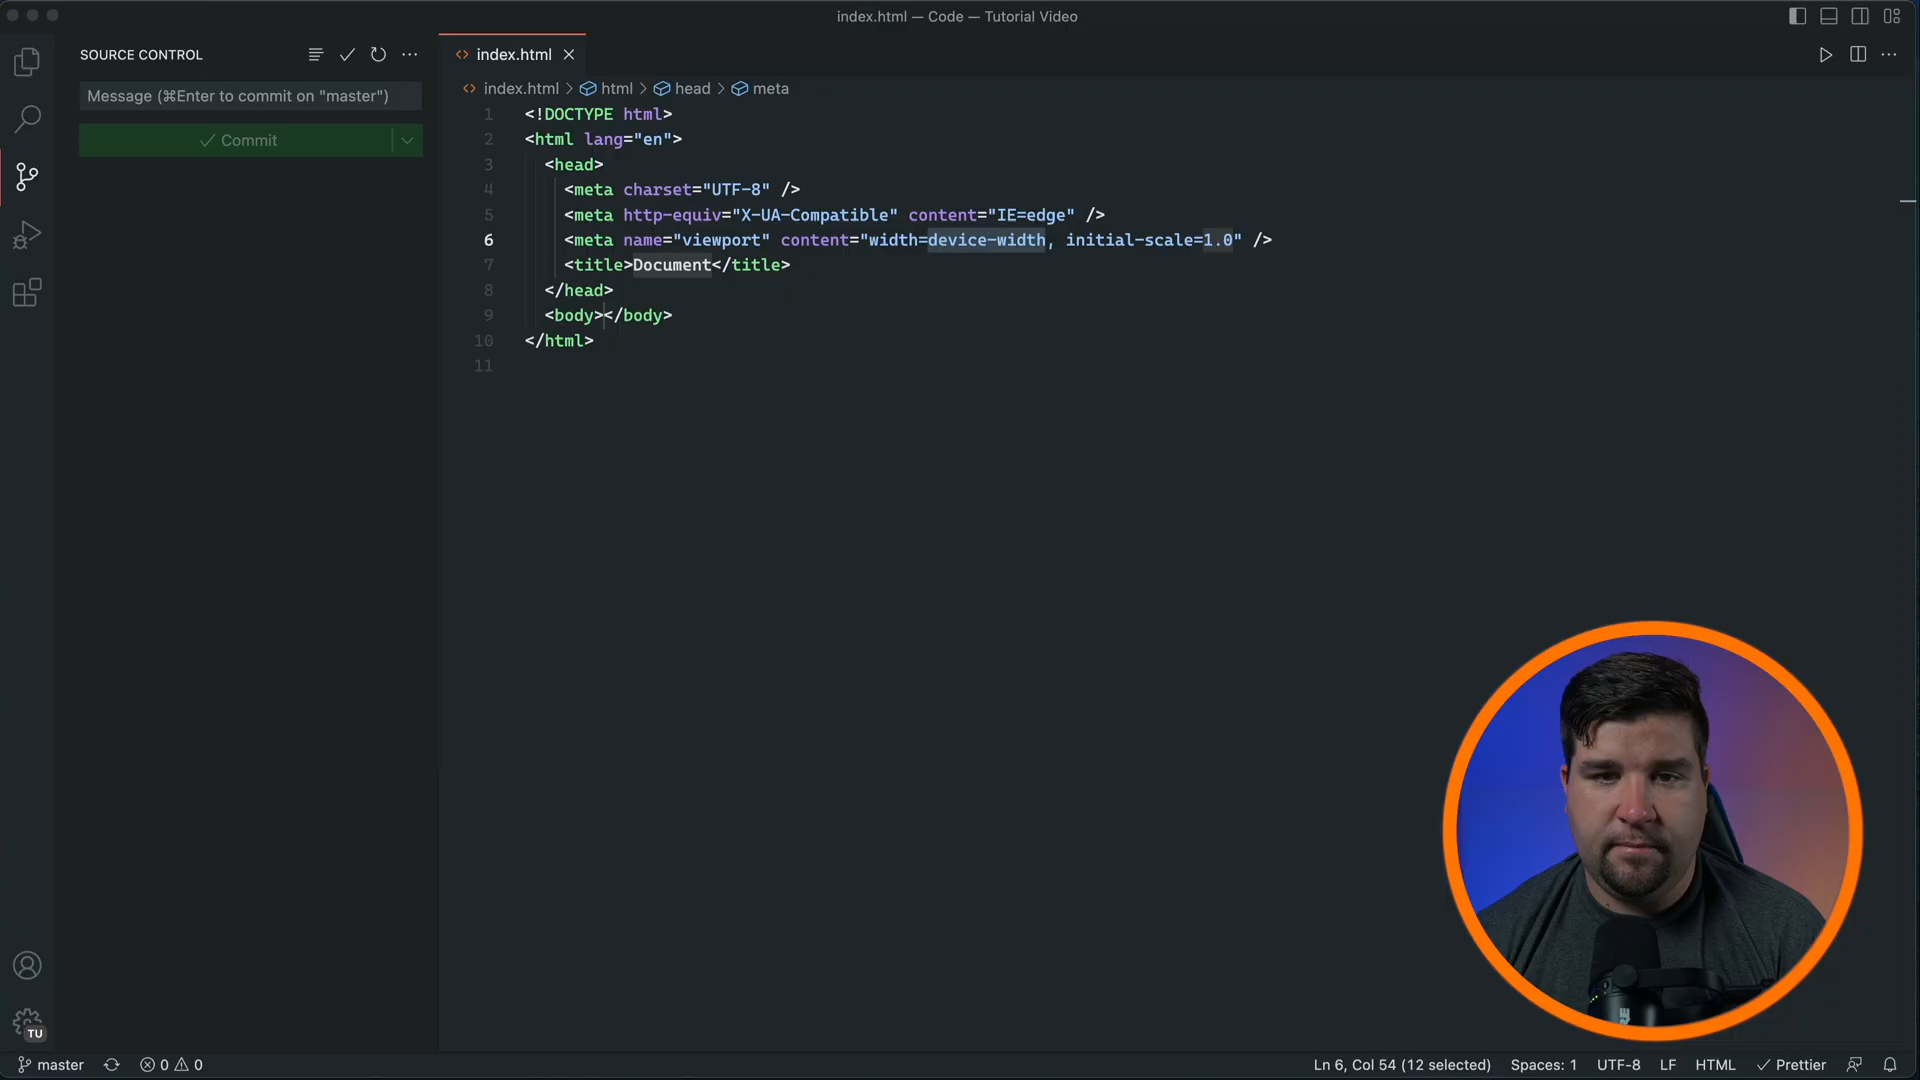 index.html — Code — Tutorial Video
SOURCE CONTROL
Message (⌘Enter to commit on "master")
Commit
index.html
index.html > html > head > meta
1 <!DOCTYPE html>
2 <html lang="en">
3 <head>
4 <meta charset="UTF-8" />
5 <meta http-equiv="X-UA-Compatible" content="IE=edge" />
6 <meta name="viewport" content="width=device-width, initial-scale=1.0" />
7 <title>Document</title>
8 </head>
9 <body></body>
10 </html>
11
TU
master 0 0 Ln 6, Col 54 (12 selected) Spaces: 1 UTF-8 LF HTML Prettier